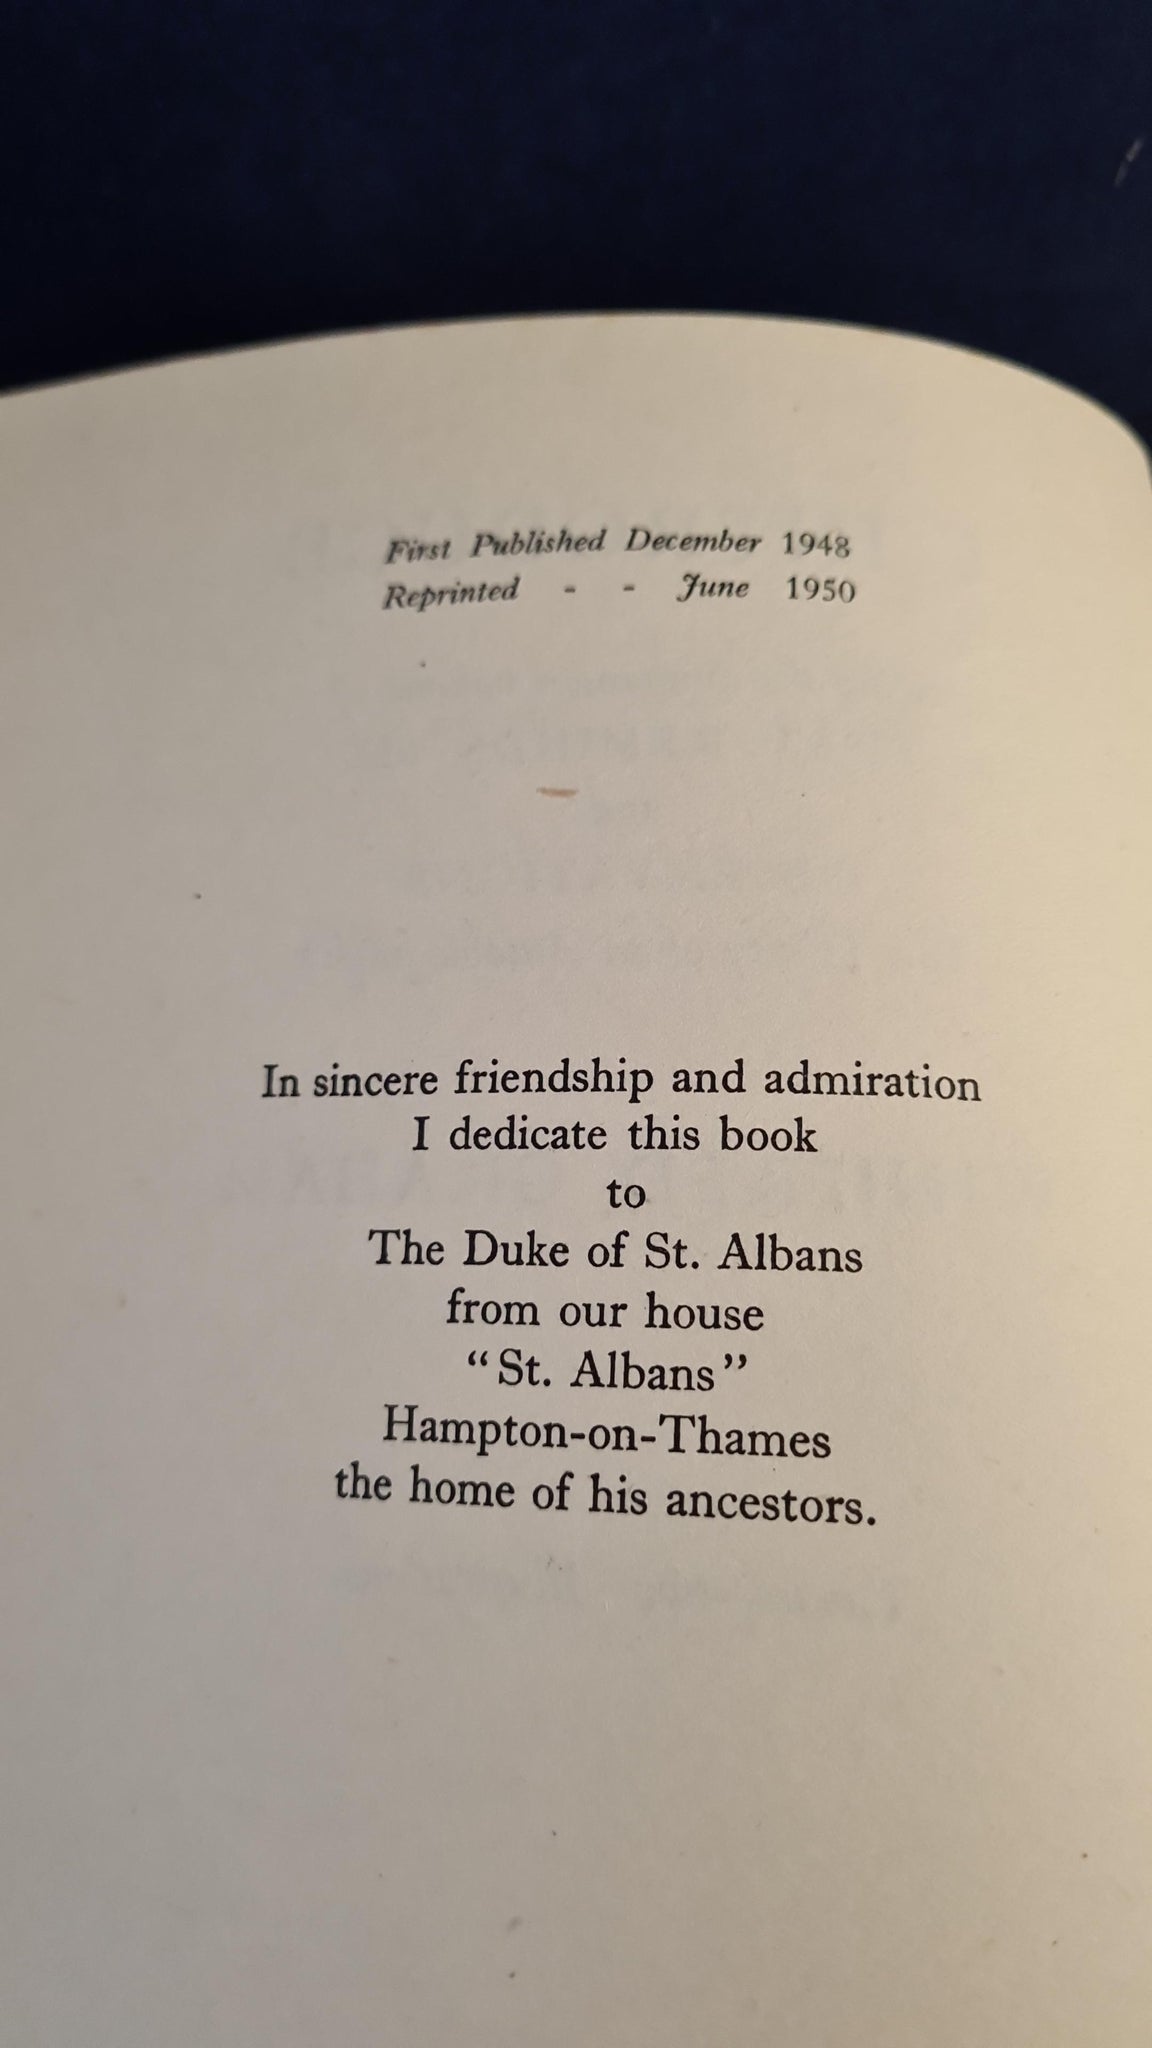 First Published December 1948
Reprinted - - June 1950
In sincere friendship and admiration
I dedicate this book
to
The Duke of St. Albans
from our house
“St. Albans”
Hampton-on-Thames
the home of his ancestors.